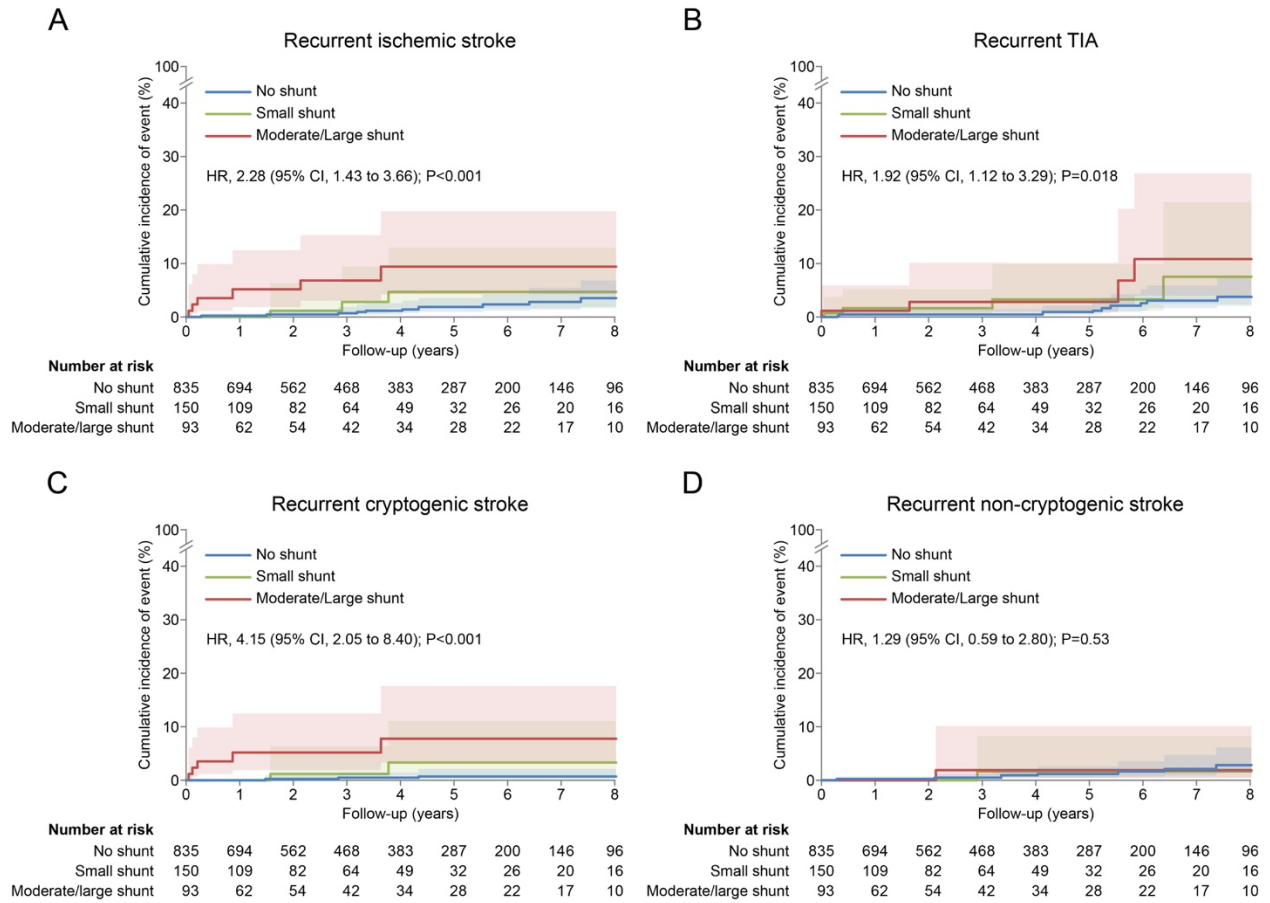 A
Recurrent ischemic stroke
Cumulative incidence of event (%)
100
40
30
20
10
0
No shunt
Small shunt
Moderate/Large shunt
HR, 2.28 (95% CI, 1.43 to 3.66); P<0.001
0 1 2 3 4 5 6 7 8
Follow-up (years)
Number at risk
No shunt 835 694 562 468 383 287 200 146 96
Small shunt 150 109 82 64 49 32 26 20 16
Moderate/large shunt 93 62 54 42 34 28 22 17 10
B
Recurrent TIA
Cumulative incidence of event (%)
100
40
30
20
10
0
No shunt
Small shunt
Moderate/Large shunt
HR, 1.92 (95% CI, 1.12 to 3.29); P=0.018
0 1 2 3 4 5 6 7 8
Follow-up (years)
Number at risk
No shunt 835 694 562 468 383 287 200 146 96
Small shunt 150 109 82 64 49 32 26 20 16
Moderate/large shunt 93 62 54 42 34 28 22 17 10
C
Recurrent cryptogenic stroke
Cumulative incidence of event (%)
100
40
30
20
10
0
No shunt
Small shunt
Moderate/Large shunt
HR, 4.15 (95% CI, 2.05 to 8.40); P<0.001
0 1 2 3 4 5 6 7 8
Follow-up (years)
Number at risk
No shunt 835 694 562 468 383 287 200 146 96
Small shunt 150 109 82 64 49 32 26 20 16
Moderate/large shunt 93 62 54 42 34 28 22 17 10
D
Recurrent non-cryptogenic stroke
Cumulative incidence of event (%)
100
40
30
20
10
0
No shunt
Small shunt
Moderate/Large shunt
HR, 1.29 (95% CI, 0.59 to 2.80); P=0.53
0 1 2 3 4 5 6 7 8
Follow-up (years)
Number at risk
No shunt 835 694 562 468 383 287 200 146 96
Small shunt 150 109 82 64 49 32 26 20 16
Moderate/large shunt 93 62 54 42 34 28 22 17 10